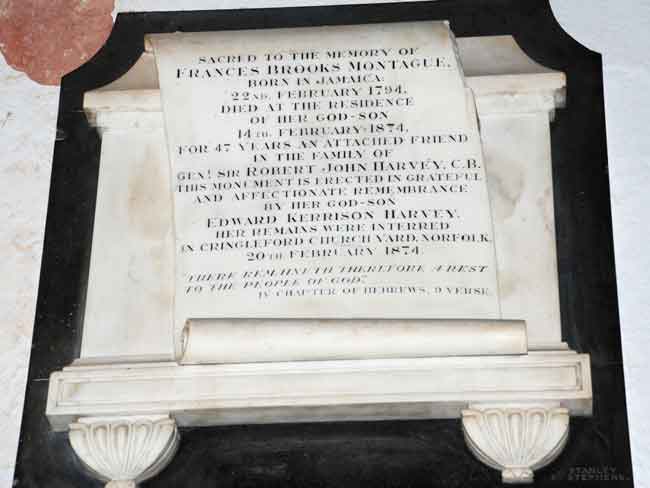 SACRED TO THE MEMORY OF
FRANCES BROOKS MONTAGUE,
BORN IN JAMAICA:
22ND. FEBRUARY 1794,
DIED AT THE RESIDENCE
OF HER GOD-SON
14TH FEBRUARY: 1874,
FOR 47 YEARS AN ATTACHED FRIEND
IN THE FAMILY OF
GENL. SIR ROBERT JOHN HARVEY, C.B.
THIS MONUMENT IS ERECTED IN GRATEFUL
AND AFFECTIONATE REMEMBRANCE
BY HER GOD-SON
EDWARD KERRISON HARVEY.
HER REMAINS WERE INTERRED
IN CRINGLEFORD CHURCH YARD, NORFOLK,
20TH FEBRUARY 1874.
"THERE REMAINETH THEREFORE A REST
TO THE PEOPLE OF GOD."
IV CHAPTER OF HEBREWS, 9 VERSE.
STANLEY
STEPHENS.